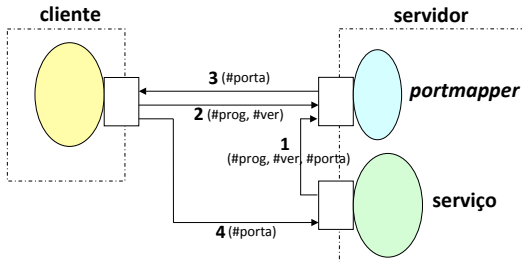 cliente
servidor
3 (#porta)
portmapper
2 (#prog, #ver)
1
(#prog, #ver, #porta)
serviço
4 (#porta)